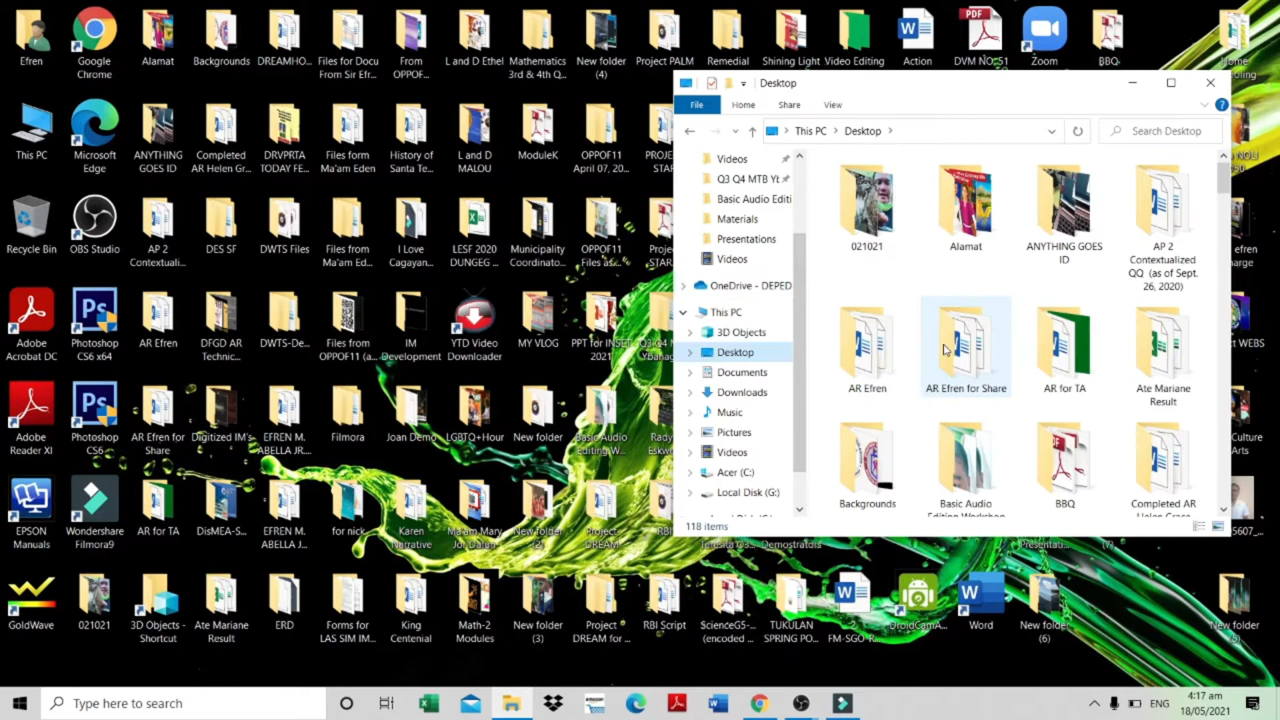 Efren
Google
Chrome
Alamat
Backgrounds
DREAMHO...
Files for Docu
From Sir Efr...
From
OPPOF...
L and D Ethel
Mathematics
3rd & 4th Q...
New folder
(4)
Project PALM
Remedial
Shining Light
Video Editing
Action
DVM NO. 51
Zoom
BBQ
Home
This PC
Microsoft
Edge
ANYTHING
GOES ID
Completed
AR Helen Gr...
DRVPRTA
TODAY FE...
Files form
Ma'am Eden
History of
Santa Te...
L and D
MALOU
ModuleK
OPPOF11
April 07, 20...
Recycle Bin
OBS Studio
AP 2
Contextuali...
DES SF
DWTS Files
Files from
Ma'am Ed...
I Love
Cagayan...
LESF 2020
DUNGEG ...
Municipality
Coordinato...
OPPOF11
Files as...
Adobe
Acrobat DC
Photoshop
CS6 x64
AR Efren
DFGD AR
Technic...
DWTS-De...
Files from
OPPOF11 (a...
IM
Development
YTD Video
Downloader
MY VLOG
PPT for INSET
2021
Adobe
Reader XI
Photoshop
CS6
AR Efren for
Share
Digitized IM's
EFREN M.
ABELLA JR...
Filmora
Joan Demo
LGBTQ+Hour
New folder
Basic Audio
Editing W...
EPSON
Manuals
Wondershare
Filmora9
AR for TA
DisMEA-S...
EFREN M.
ABELLA J...
for nick
Karen
Narrative
Ma'am Mary
New folder
(2)
Project
DREAM
GoldWave
021021
3D Objects -
Shortcut
Ate Mariane
Result
ERD
Forms for
LAS SIM IM...
King
Centenial
Math-2
Modules
New folder
(3)
Project
DREAM for ...
RBI Script
ScienceG5-...
(encoded ...
TUKULAN
SPRING PO...
FM-SGO-R...
DroidCamA...
Word
New folder
(6)
New folder
(5)
Desktop
File
Home
Share
View
This PC
Desktop
Search Desktop
Videos
Q3 Q4 MTB Yb
Basic Audio Editi
Materials
Presentations
Videos
OneDrive - DEPED
This PC
3D Objects
Desktop
Documents
Downloads
Music
Pictures
Videos
Acer (C:)
Local Disk (G:)
021021
Alamat
ANYTHING GOES
ID
AP 2
Contextualized
QQ (as of Sept.
26, 2020)
AR Efren
AR Efren for Share
AR for TA
Ate Mariane
Result
Backgrounds
Basic Audio
Editing Workshop
BBQ
Completed AR
Helen Grace
118 items
Type here to search
ENG
4:17 am
18/05/2021